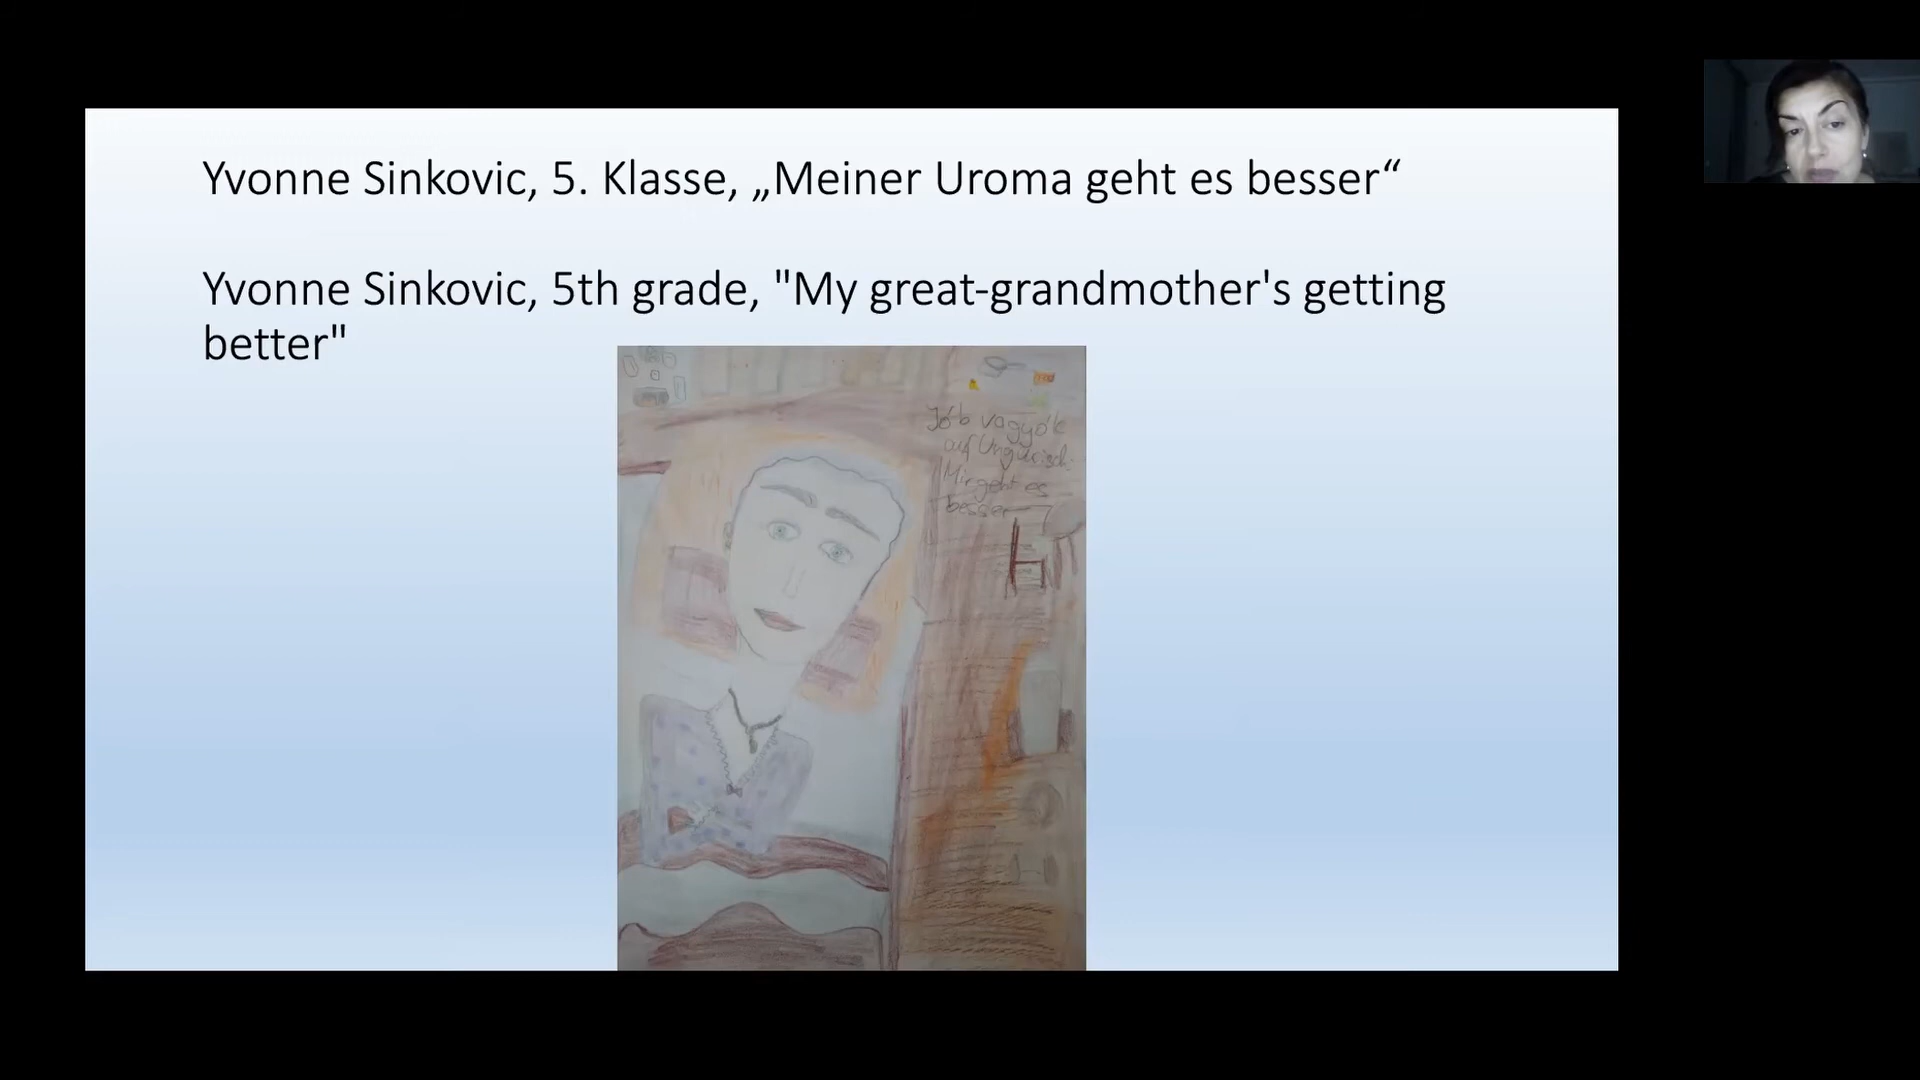 Yvonne Sinkovic, 5. Klasse, „Meiner Uroma geht es besser“
Yvonne Sinkovic, 5th grade, "My great-grandmother's getting
better"
Jób vagyok
auf Ungarisch
Mir geht es
besser